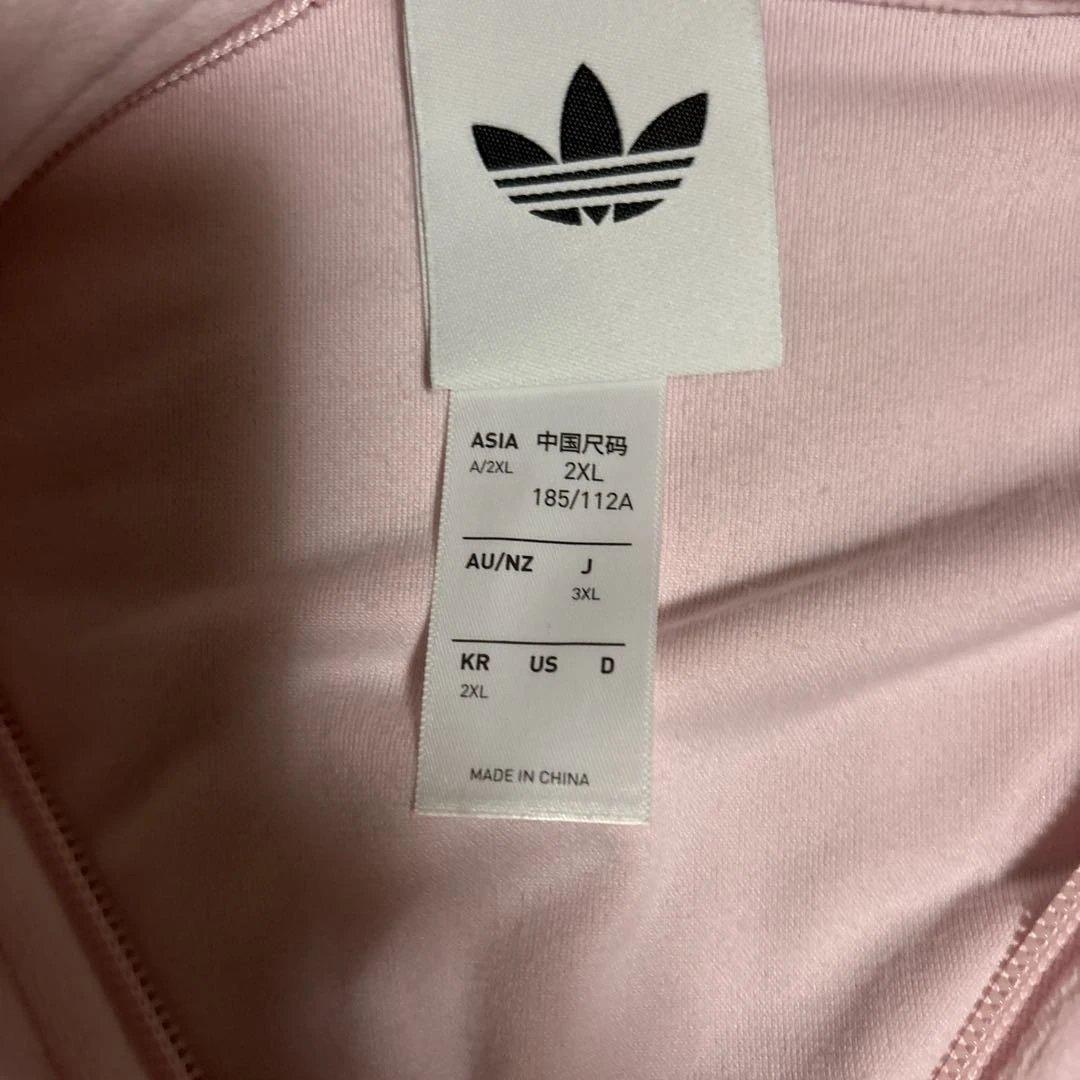 ASIA 中国尺码
A/2XL 2XL
185/112A
AU/NZ J
3XL
KR US D
2XL
MADE IN CHINA